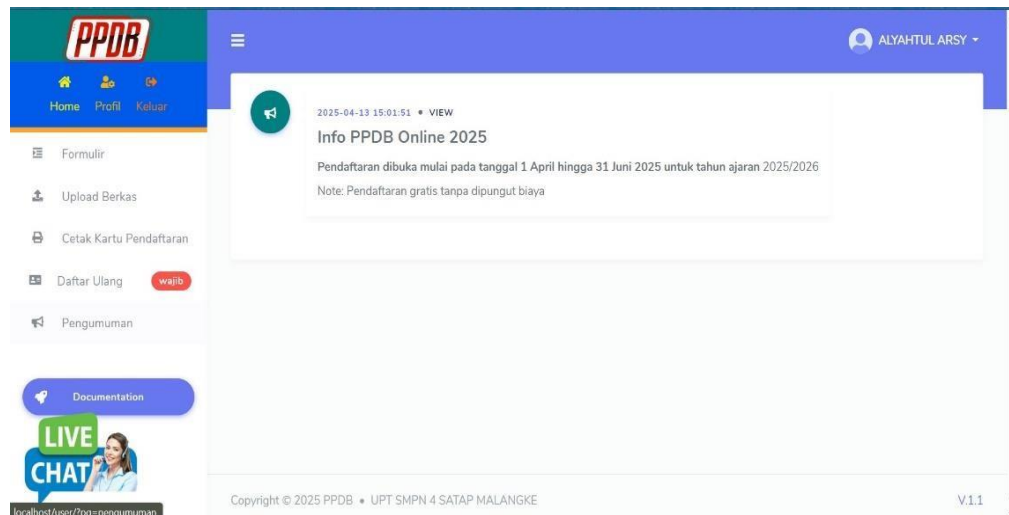 PPDB
Home Profil Keluar
Formulir
Upload Berkas
Cetak Kartu Pendaftaran
Daftar Ulang wajib
Pengumuman
Documentation
LIVE
CHAT
localhost/user/?pg=pengumuman
ALYAHTUL ARSY
2025-04-13 15:01:51 • VIEW
Info PPDB Online 2025
Pendaftaran dibuka mulai pada tanggal 1 April hingga 31 Juni 2025 untuk tahun ajaran 2025/2026
Note: Pendaftaran gratis tanpa dipungut biaya
Copyright © 2025 PPDB • UPT SMPN 4 SATAP MALANGKE
V.1.1